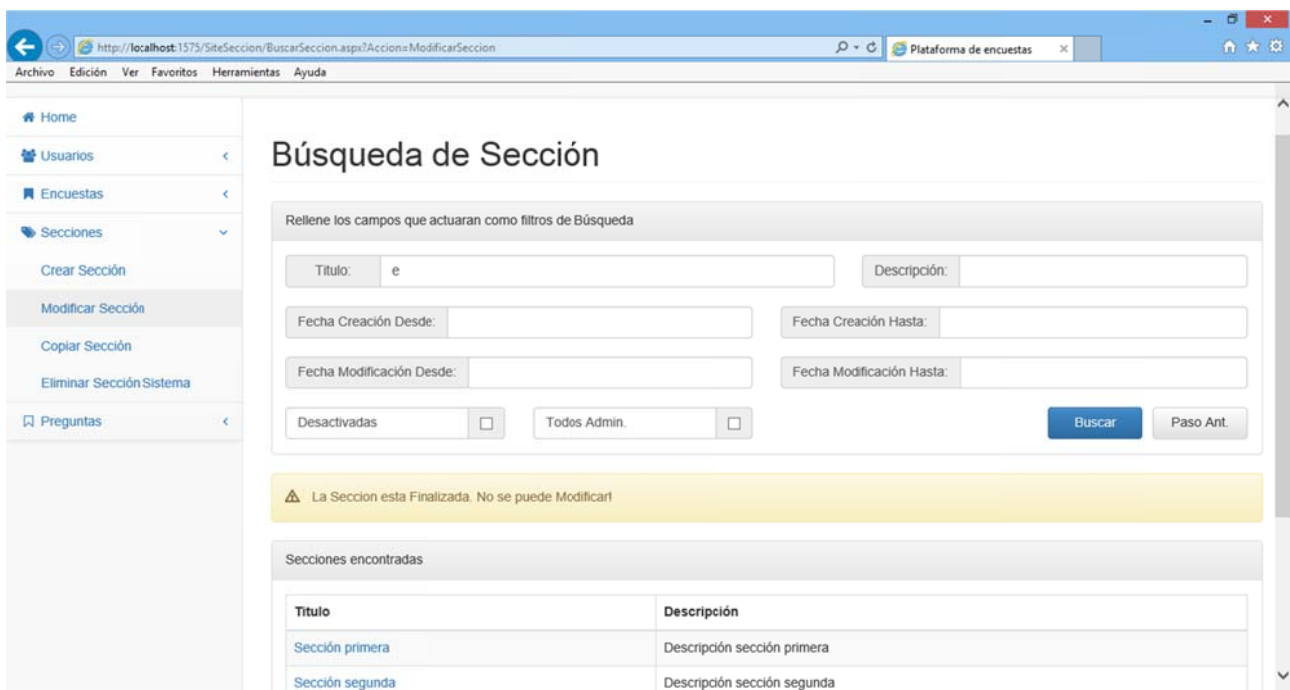 http://localhost:1575/SiteSeccion/BuscarSeccion.aspx?Accion=ModificarSeccion
Plataforma de encuestas
Archivo Edición Ver Favoritos Herramientas Ayuda
Home
Usuarios
Encuestas
Secciones
Crear Sección
Modificar Sección
Copiar Sección
Eliminar Sección Sistema
Preguntas
Búsqueda de Sección
Rellene los campos que actuaran como filtros de Búsqueda
Titulo: e
Descripción:
Fecha Creación Desde:
Fecha Creación Hasta:
Fecha Modificación Desde:
Fecha Modificación Hasta:
Desactivadas
Todos Admin.
Buscar
Paso Ant.
La Seccion esta Finalizada. No se puede Modificar!
Secciones encontradas
Titulo Descripción
Sección primera Descripción sección primera
Sección segunda Descripción sección segunda